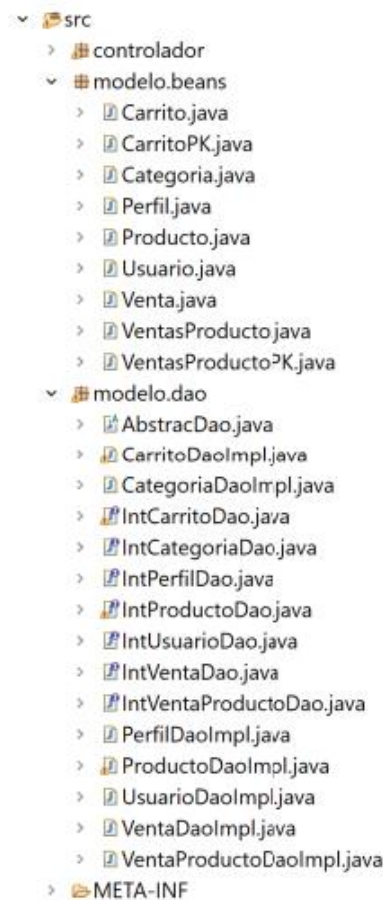 src
controlador
modelo.beans
Carrito.java
CarritoPK.java
Categoria.java
Perfil.java
Producto.java
Usuario.java
Venta.java
VentasProducto.java
VentasProductoPK.java
modelo.dao
AbstracDao.java
CarritoDaoImpl.java
CategoriaDaoImpl.java
IntCarritoDao.java
IntCategoriaDao.java
IntPerfilDao.java
IntProductoDao.java
IntUsuarioDao.java
IntVentaDao.java
IntVentaProductoDao.java
PerfilDaoImpl.java
ProductoDaoImpl.java
UsuarioDaoImpl.java
VentaDaoImpl.java
VentaProductoDaoImpl.java
META-INF